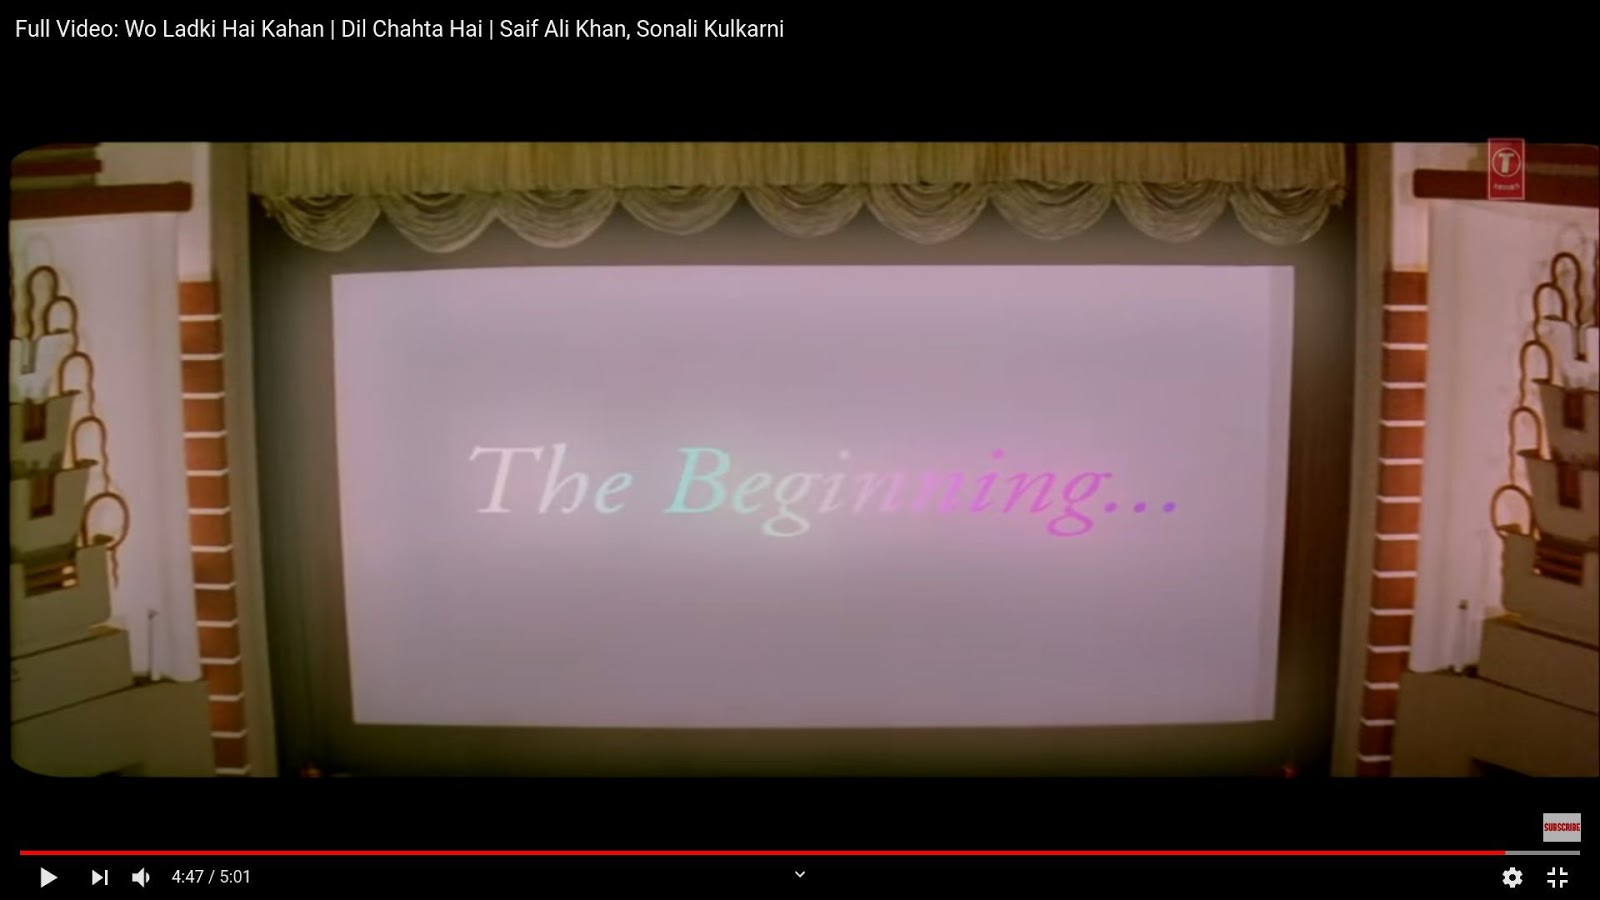 Full Video: Wo Ladki Hai Kahan | Dil Chahta Hai | Saif Ali Khan, Sonali Kulkarni
T
The Beginning...
SUBSCRIBE
4:47 / 5:01